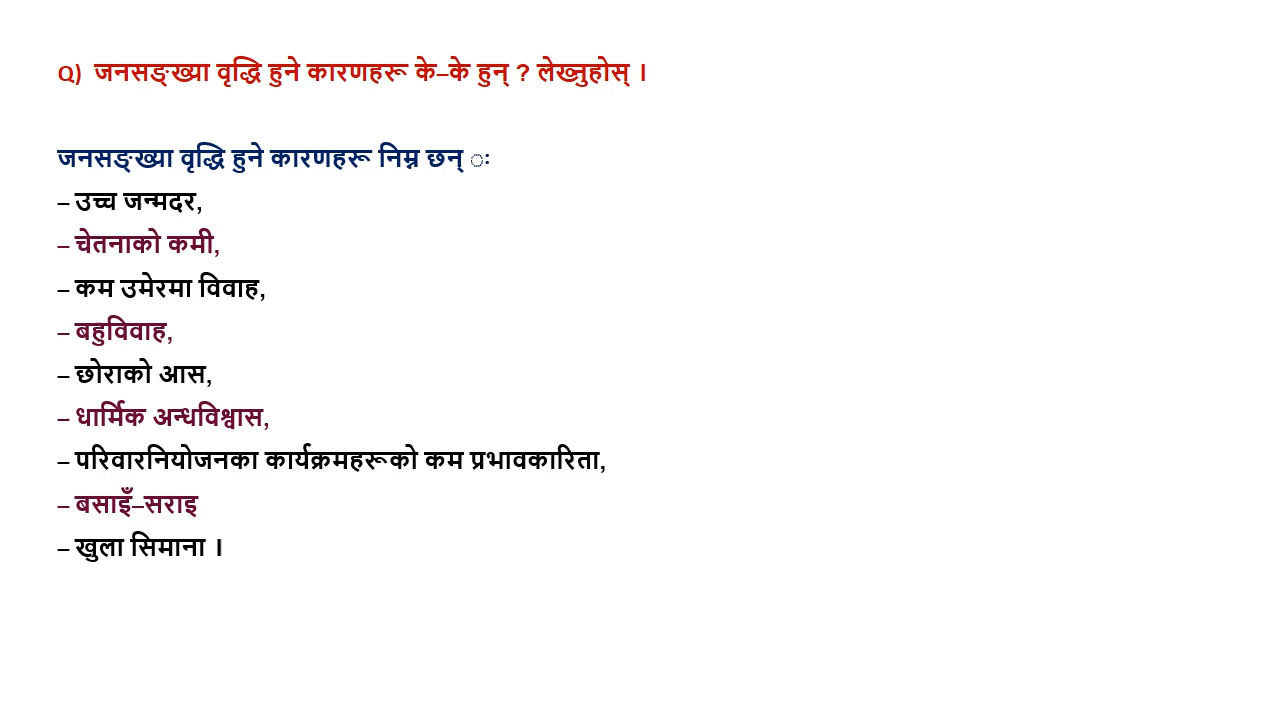 Q) जनसङ्ख्या वृद्धि हुने कारणहरू के–के हुन् ? लेख्नुहोस् ।
जनसङ्ख्या वृद्धि हुने कारणहरू निम्न छन् ः
– उच्च जन्मदर,
– चेतनाको कमी,
– कम उमेरमा विवाह,
– बहुविवाह,
– छोराको आस,
– धार्मिक अन्धविश्वास,
– परिवारनियोजनका कार्यक्रमहरूको कम प्रभावकारिता,
– बसाइँ–सराइ
– खुला सिमाना ।